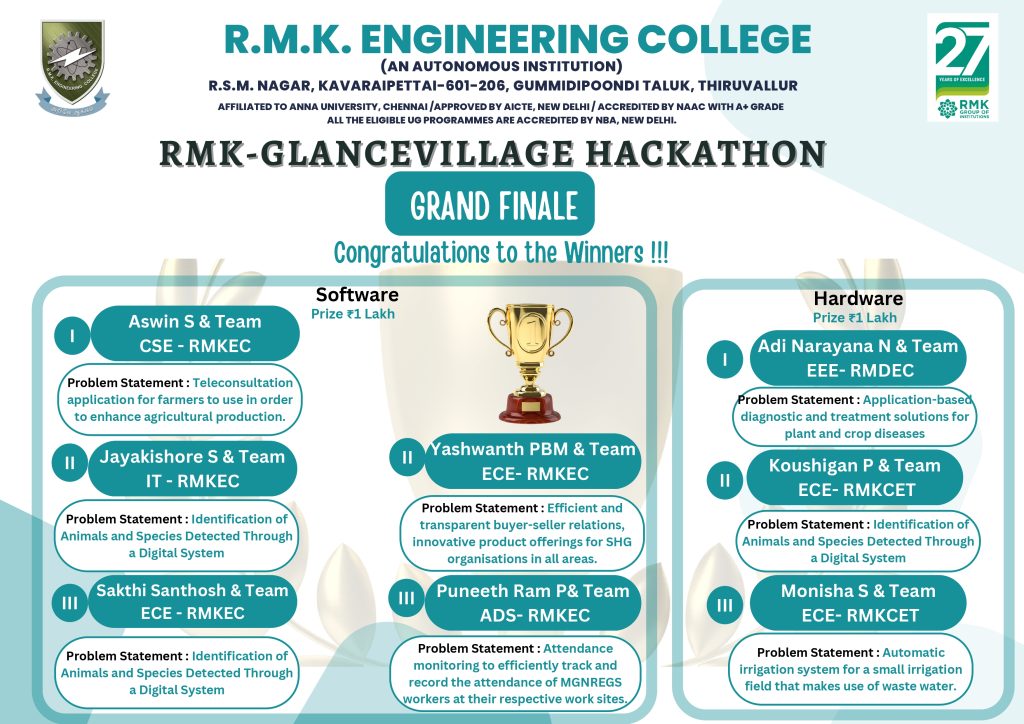 R.M.K. ENGINEERING COLLEGE
(AN AUTONOMOUS INSTITUTION)
R.S.M. NAGAR, KAVARAIPETTAI-601-206, GUMMIDIPOONDI TALUK, THIRUVALLUR
AFFILIATED TO ANNA UNIVERSITY, CHENNAI /APPROVED BY AICTE, NEW DELHI / ACCREDITED BY NAAC WITH A+ GRADE
ALL THE ELIGIBLE UG PROGRAMMES ARE ACCREDITED BY NBA, NEW DELHI.
R.M.K. ENGINEERING COLLEGE
27
YEARS OF EXCELLENCE
RMK
GROUP OF
INSTITUTIONS
RMK-GLANCEVILLAGE HACKATHON
GRAND FINALE
Congratulations to the Winners !!!
Software
Prize ₹1 Lakh
I
Aswin S & Team
CSE - RMKEC
Problem Statement : Teleconsultation
application for farmers to use in order
to enhance agricultural production.
II
Jayakishore S & Team
IT - RMKEC
Problem Statement : Identification of
Animals and Species Detected Through
a Digital System
III
Sakthi Santhosh & Team
ECE - RMKEC
Problem Statement : Identification of
Animals and Species Detected Through
a Digital System
1
II
Yashwanth PBM & Team
ECE- RMKEC
Problem Statement : Efficient and
transparent buyer-seller relations,
innovative product offerings for SHG
organisations in all areas.
III
Puneeth Ram P& Team
ADS- RMKEC
Problem Statement : Attendance
monitoring to efficiently track and
record the attendance of MGNREGS
workers at their respective work sites.
Hardware
Prize ₹1 Lakh
I
Adi Narayana N & Team
EEE- RMDEC
Problem Statement : Application-based
diagnostic and treatment solutions for
plant and crop diseases
II
Koushigan P & Team
ECE- RMKCET
Problem Statement : Identification of
Animals and Species Detected Through
a Digital System
III
Monisha S & Team
ECE- RMKCET
Problem Statement : Automatic
irrigation system for a small irrigation
field that makes use of waste water.